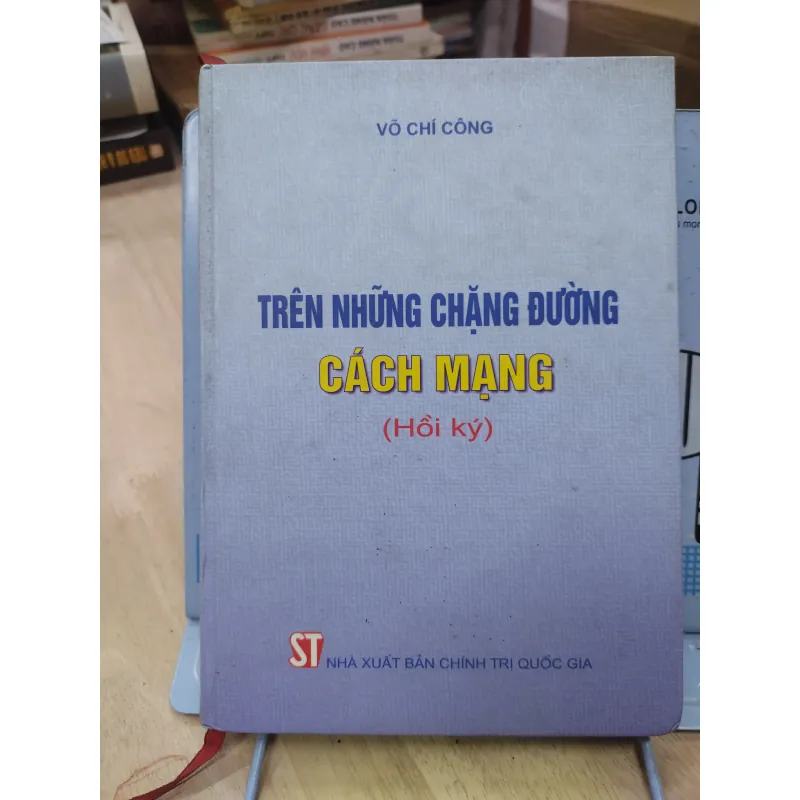 VÕ CHÍ CÔNG
TRÊN NHỮNG CHẶNG ĐƯỜNG
CÁCH MẠNG
(Hồi ký)
ST NHÀ XUẤT BẢN CHÍNH TRỊ QUỐC GIA